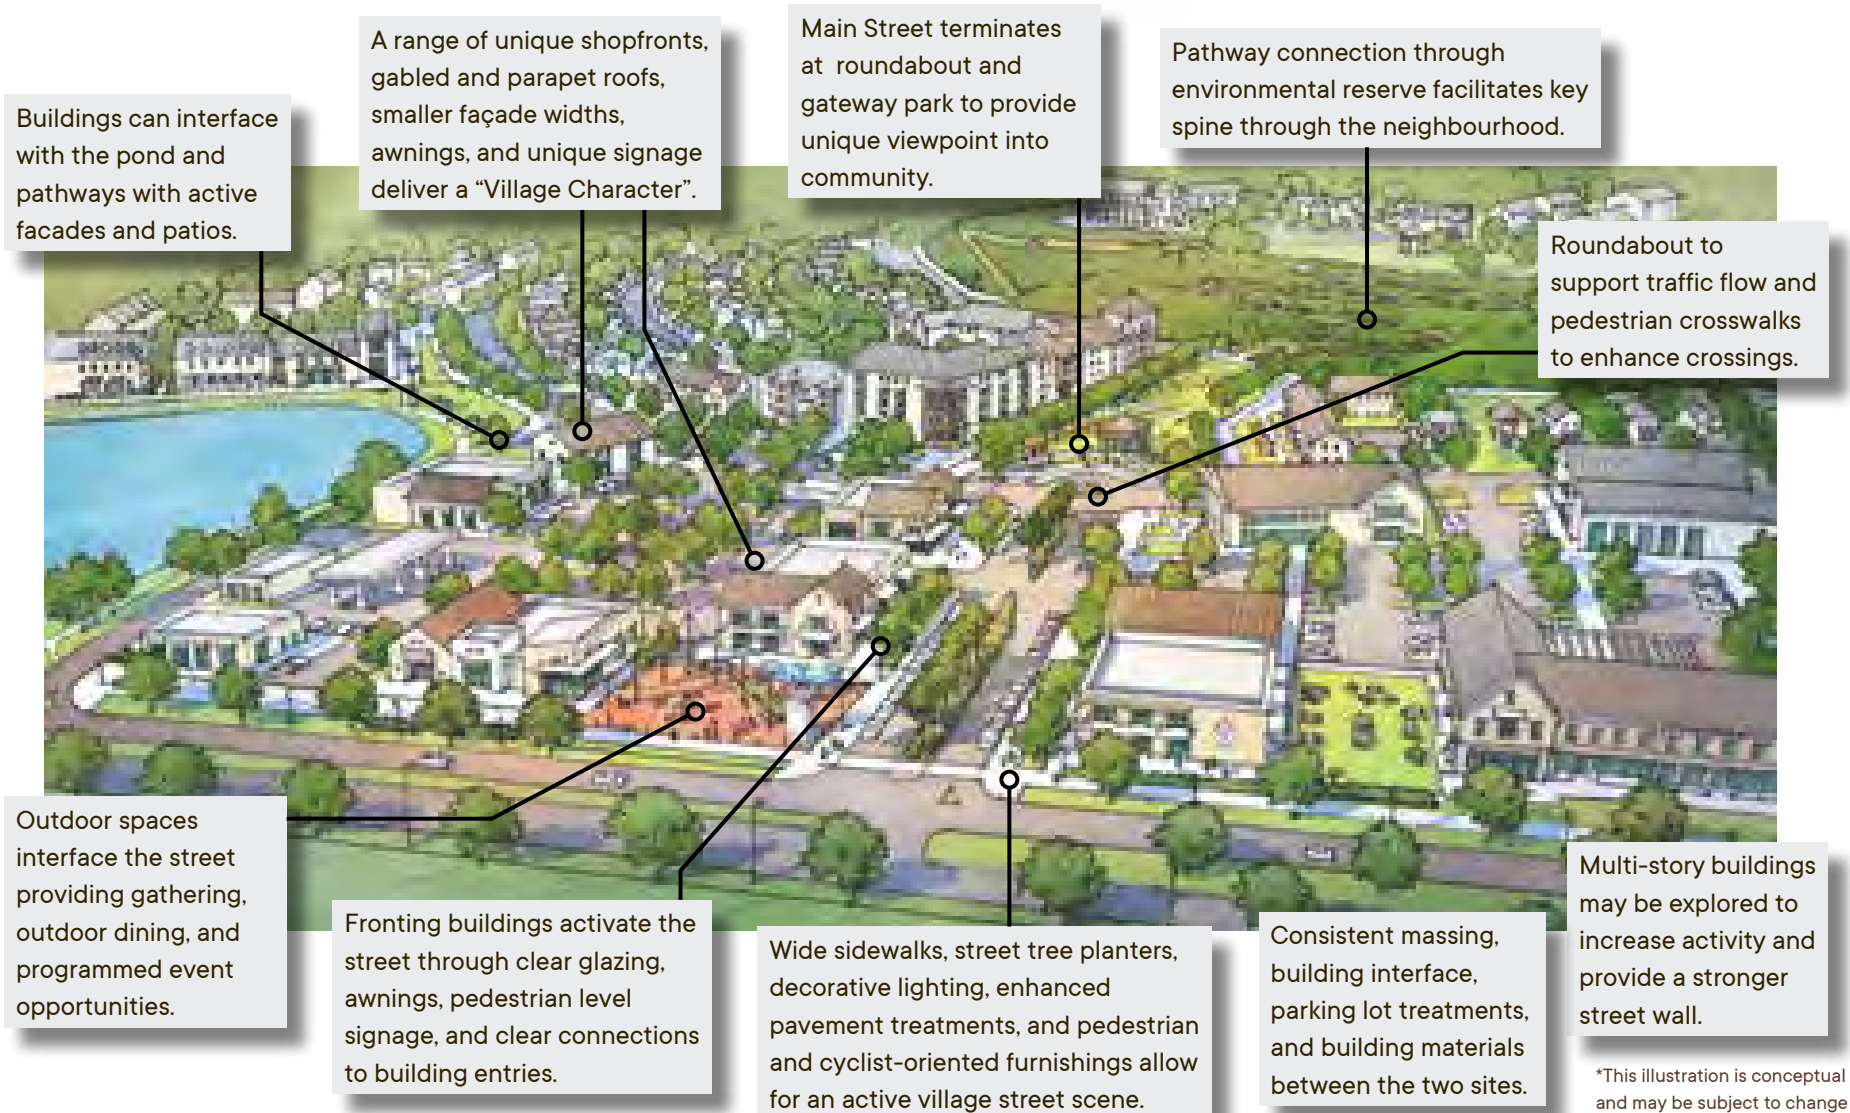 Buildings can interface
with the pond and
pathways with active
facades and patios.
A range of unique shopfronts,
gabled and parapet roofs,
smaller façade widths,
awnings, and unique signage
deliver a “Village Character”.
Main Street terminates
at  roundabout and
gateway park to provide
unique viewpoint into
community.
Pathway connection through
environmental reserve facilitates key
spine through the neighbourhood.
Roundabout to
support traffic flow and
pedestrian crosswalks
to enhance crossings.
Outdoor spaces
interface the street
providing gathering,
outdoor dining, and
programmed event
opportunities.
Fronting buildings activate the
street through clear glazing,
awnings, pedestrian level
signage, and clear connections
to building entries.
Wide sidewalks, street tree planters,
decorative lighting, enhanced
pavement treatments, and pedestrian
and cyclist-oriented furnishings allow
for an active village street scene.
Consistent massing,
building interface,
parking lot treatments,
and building materials
between the two sites.
Multi-story buildings
may be explored to
increase activity and
provide a stronger
street wall.
*This illustration is conceptual
and may be subject to change